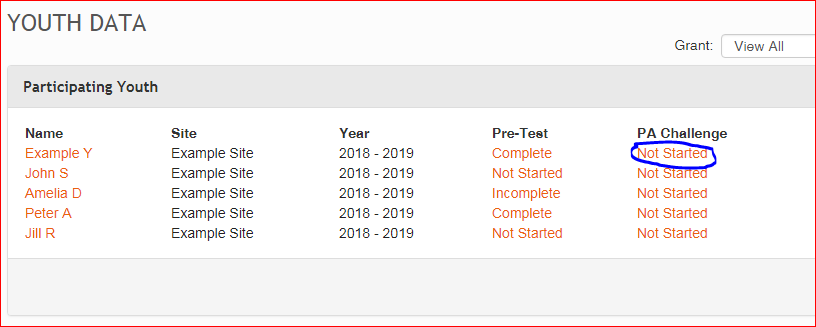 YOUTH DATA
Grant: View All
Participating Youth
Name Site Year Pre-Test PA Challenge
Example Y Example Site 2018 - 2019 Complete Not Started
John S Example Site 2018 - 2019 Not Started Not Started
Amelia D Example Site 2018 - 2019 Incomplete Not Started
Peter A Example Site 2018 - 2019 Complete Not Started
Jill R Example Site 2018 - 2019 Not Started Not Started